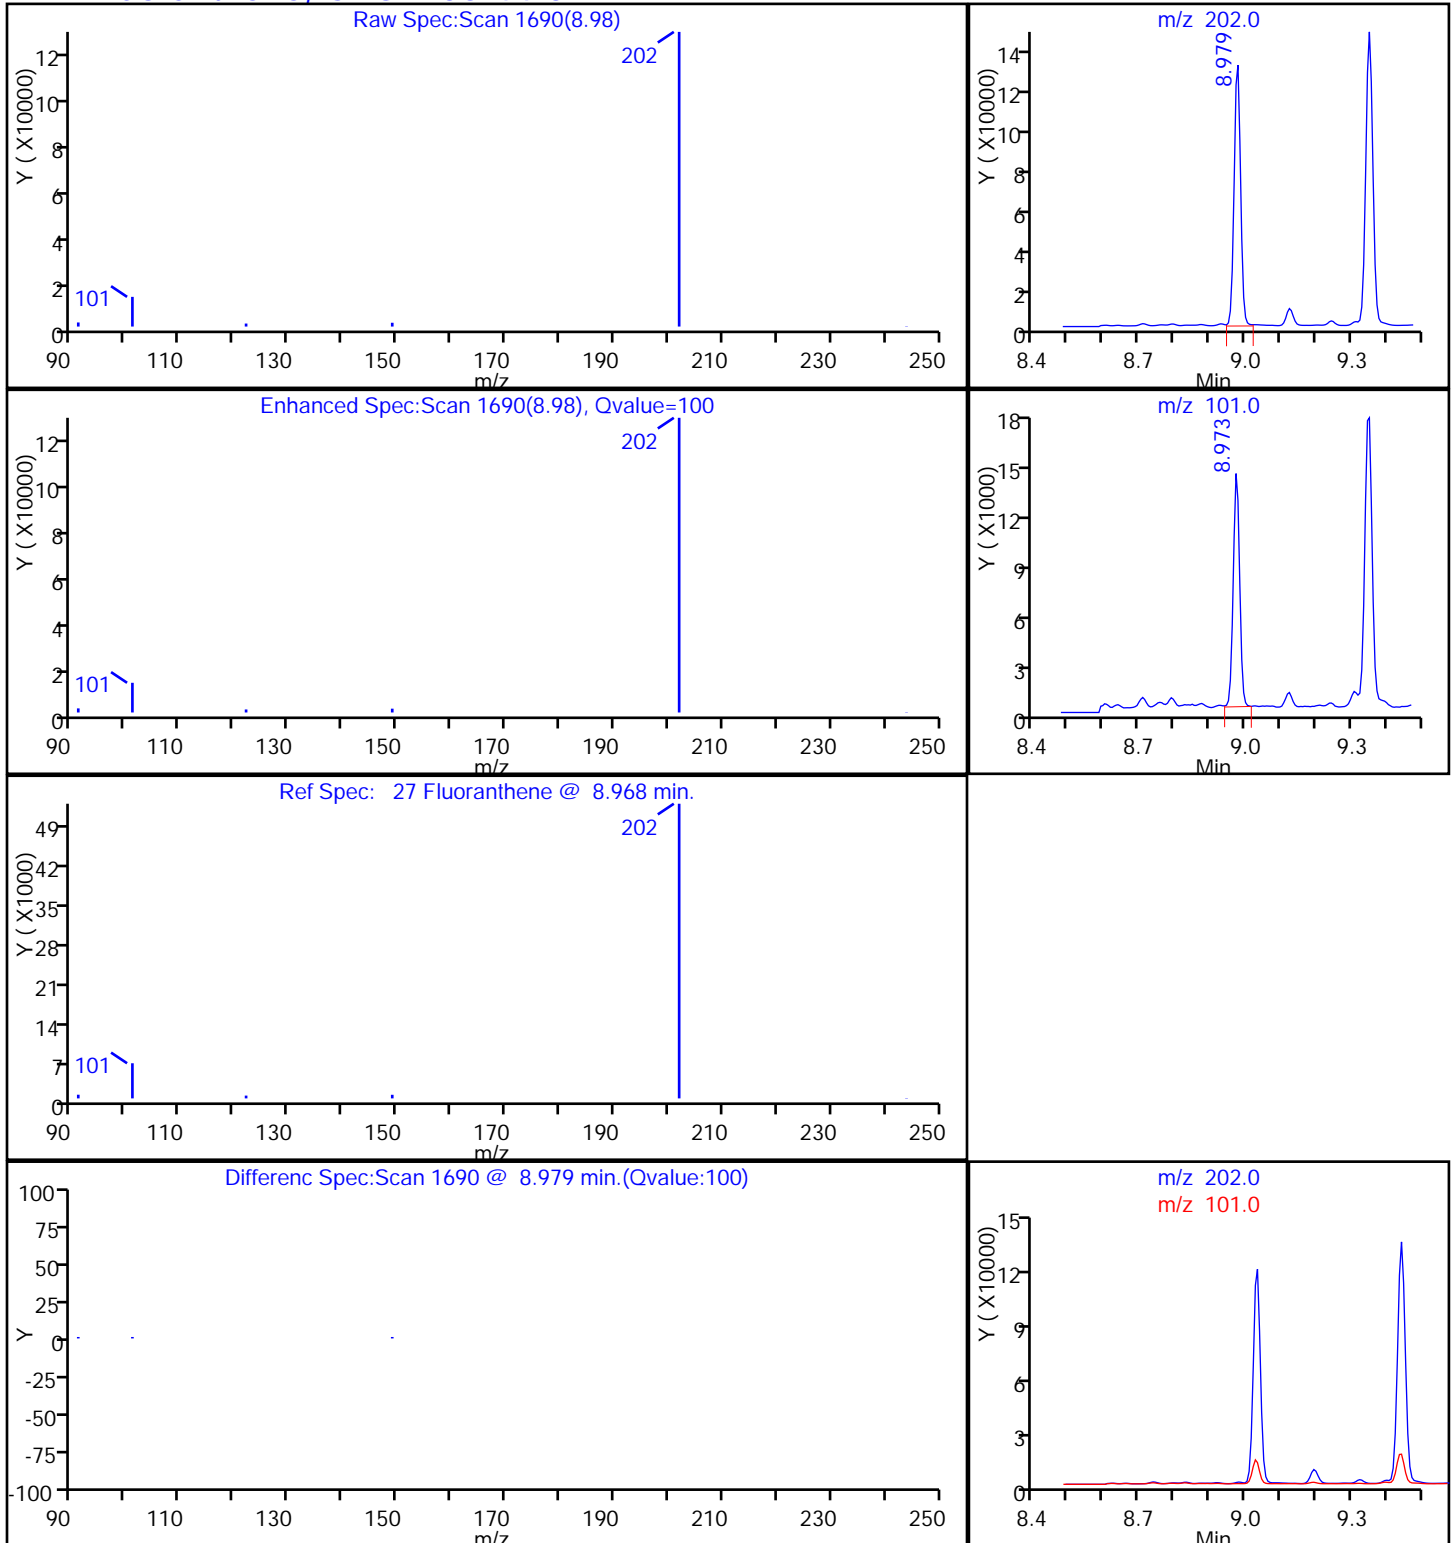 Raw Spec:Scan 1690(8.98)
Y ( X10000)
12
10
8
6
4
2
0
202
101
90 110 130 150 170 190 210 230 250
m/z
m/z 202.0
Y ( X10000)
14
12
10
8
6
4
2
0
8.979
8.4 8.7 9.0 9.3
Min
Enhanced Spec:Scan 1690(8.98), Qvalue=100
Y ( X10000)
12
10
8
6
4
2
0
202
101
90 110 130 150 170 190 210 230 250
m/z
m/z 101.0
Y ( X1000)
18
15
12
9
6
3
0
8.973
8.4 8.7 9.0 9.3
Min
Ref Spec: 27 Fluoranthene @ 8.968 min.
Y ( X1000)
49
42
35
28
21
14
7
0
202
101
90 110 130 150 170 190 210 230 250
m/z
Differenc Spec:Scan 1690 @ 8.979 min.(Qvalue:100)
Y
100
75
50
25
0
-25
-50
-75
-100
90 110 130 150 170 190 210 230 250
m/z
m/z 202.0
m/z 101.0
Y ( X10000)
15
12
9
6
3
0
8.4 8.7 9.0 9.3
Min